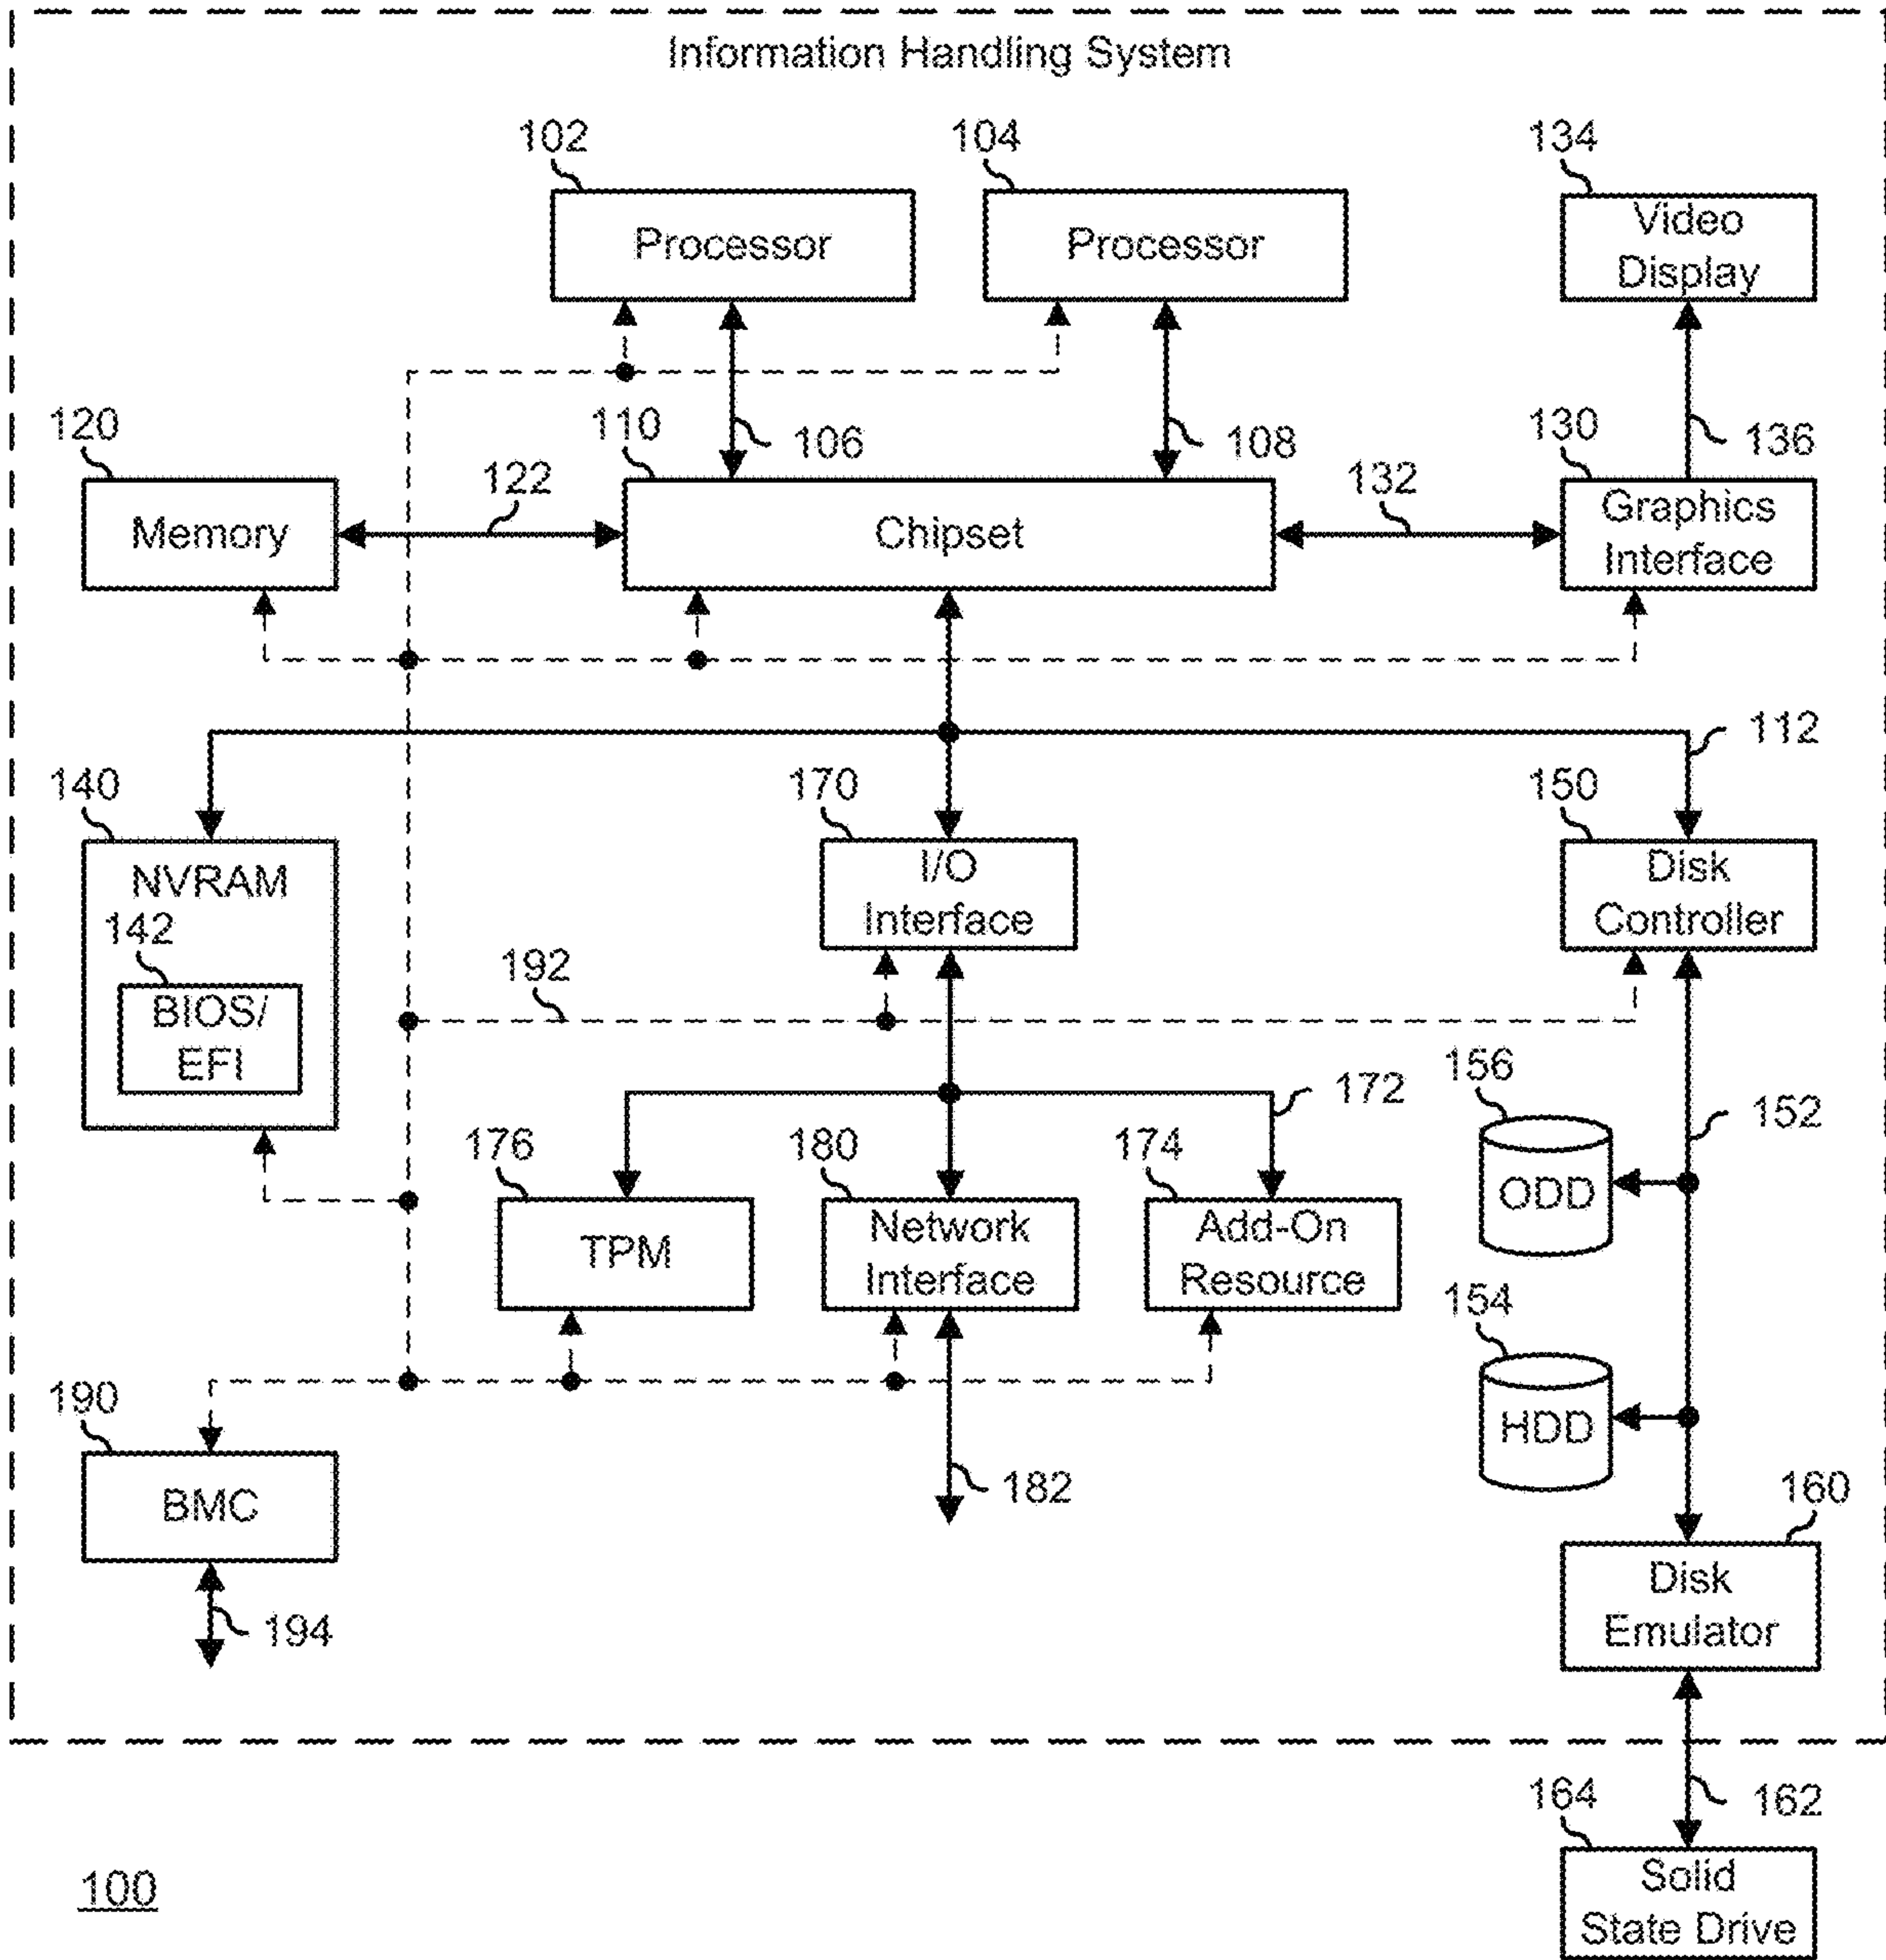 Information Handling System
102
104
134
Processor
Processor
Video
Display
120
110
106
108
130
136
122
132
Memory
Chipset
Graphics
Interface
112
140
170
150
NVRAM
I/O
Interface
Disk
Controller
142
192
BIOS/
EFI
156
172
152
176
180
174
ODD
TPM
Network
Interface
Add-On
Resource
154
190
HDD
182
BMC
160
194
Disk
Emulator
164
162
100
Solid
State Drive